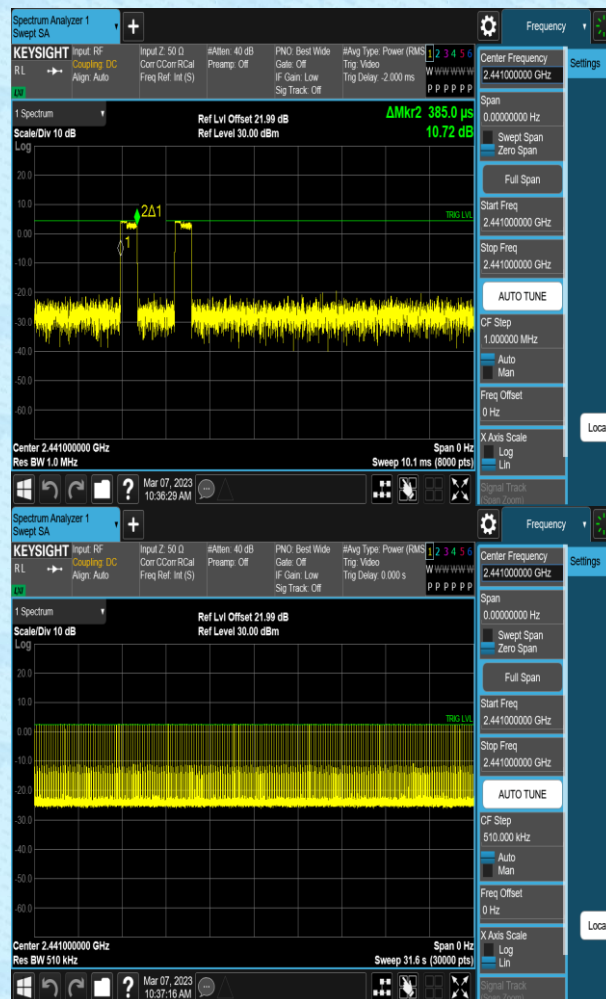 Spectrum Analyzer 1
Swept SA
+
Frequency
KEYSIGHT
RL
Input: RF
Coupling: DC
Align: Auto
Input Z: 50 Ω
Corr CCorr RCal
Freq Ref: Int (S)
#Atten: 40 dB
Preamp: Off
PNO: Best Wide
Gate: Off
IF Gain: Low
Sig Track: Off
#Avg Type: Power (RMS
Trig: Video
Trig Delay: -2.000 ms
1 2 3 4 5 6
W W W W W W
P P P P P P
1 Spectrum
Scale/Div 10 dB
Log
Ref Lvl Offset 21.99 dB
Ref Level 30.00 dBm
ΔMkr2 385.0 µs
10.72 dB
20.0
10.0
0.00
-10.0
-20.0
-30.0
-40.0
-50.0
-60.0
2Δ1
1
TRIG LVL
Center 2.441000000 GHz
Res BW 1.0 MHz
Span 0 Hz
Sweep 10.1 ms (8000 pts)
Mar 07, 2023
10:36:29 AM
Center Frequency
2.441000000 GHz
Settings
Span
0.00000000 Hz
Swept Span
Zero Span
Full Span
Start Freq
2.441000000 GHz
Stop Freq
2.441000000 GHz
AUTO TUNE
CF Step
1.000000 MHz
Auto
Man
Freq Offset
0 Hz
Loca
X Axis Scale
Log
Lin
Signal Track
(Span Zoom)
Spectrum Analyzer 1
Swept SA
+
Frequency
KEYSIGHT
RL
Input: RF
Coupling: DC
Align: Auto
Input Z: 50 Ω
Corr CCorr RCal
Freq Ref: Int (S)
#Atten: 40 dB
Preamp: Off
PNO: Best Wide
Gate: Off
IF Gain: Low
Sig Track: Off
#Avg Type: Power (RMS
Trig: Video
Trig Delay: 0.000 s
1 2 3 4 5 6
W W W W W W
P P P P P P
1 Spectrum
Scale/Div 10 dB
Log
Ref Lvl Offset 21.99 dB
Ref Level 30.00 dBm
20.0
10.0
0.00
-10.0
-20.0
-30.0
-40.0
-50.0
-60.0
TRIG LVL
Center 2.441000000 GHz
Res BW 510 kHz
Span 0 Hz
Sweep 31.6 s (30000 pts)
Mar 07, 2023
10:37:16 AM
Center Frequency
2.441000000 GHz
Settings
Span
0.00000000 Hz
Swept Span
Zero Span
Full Span
Start Freq
2.441000000 GHz
Stop Freq
2.441000000 GHz
AUTO TUNE
CF Step
510.000 kHz
Auto
Man
Freq Offset
0 Hz
Loca
X Axis Scale
Log
Lin
Signal Track